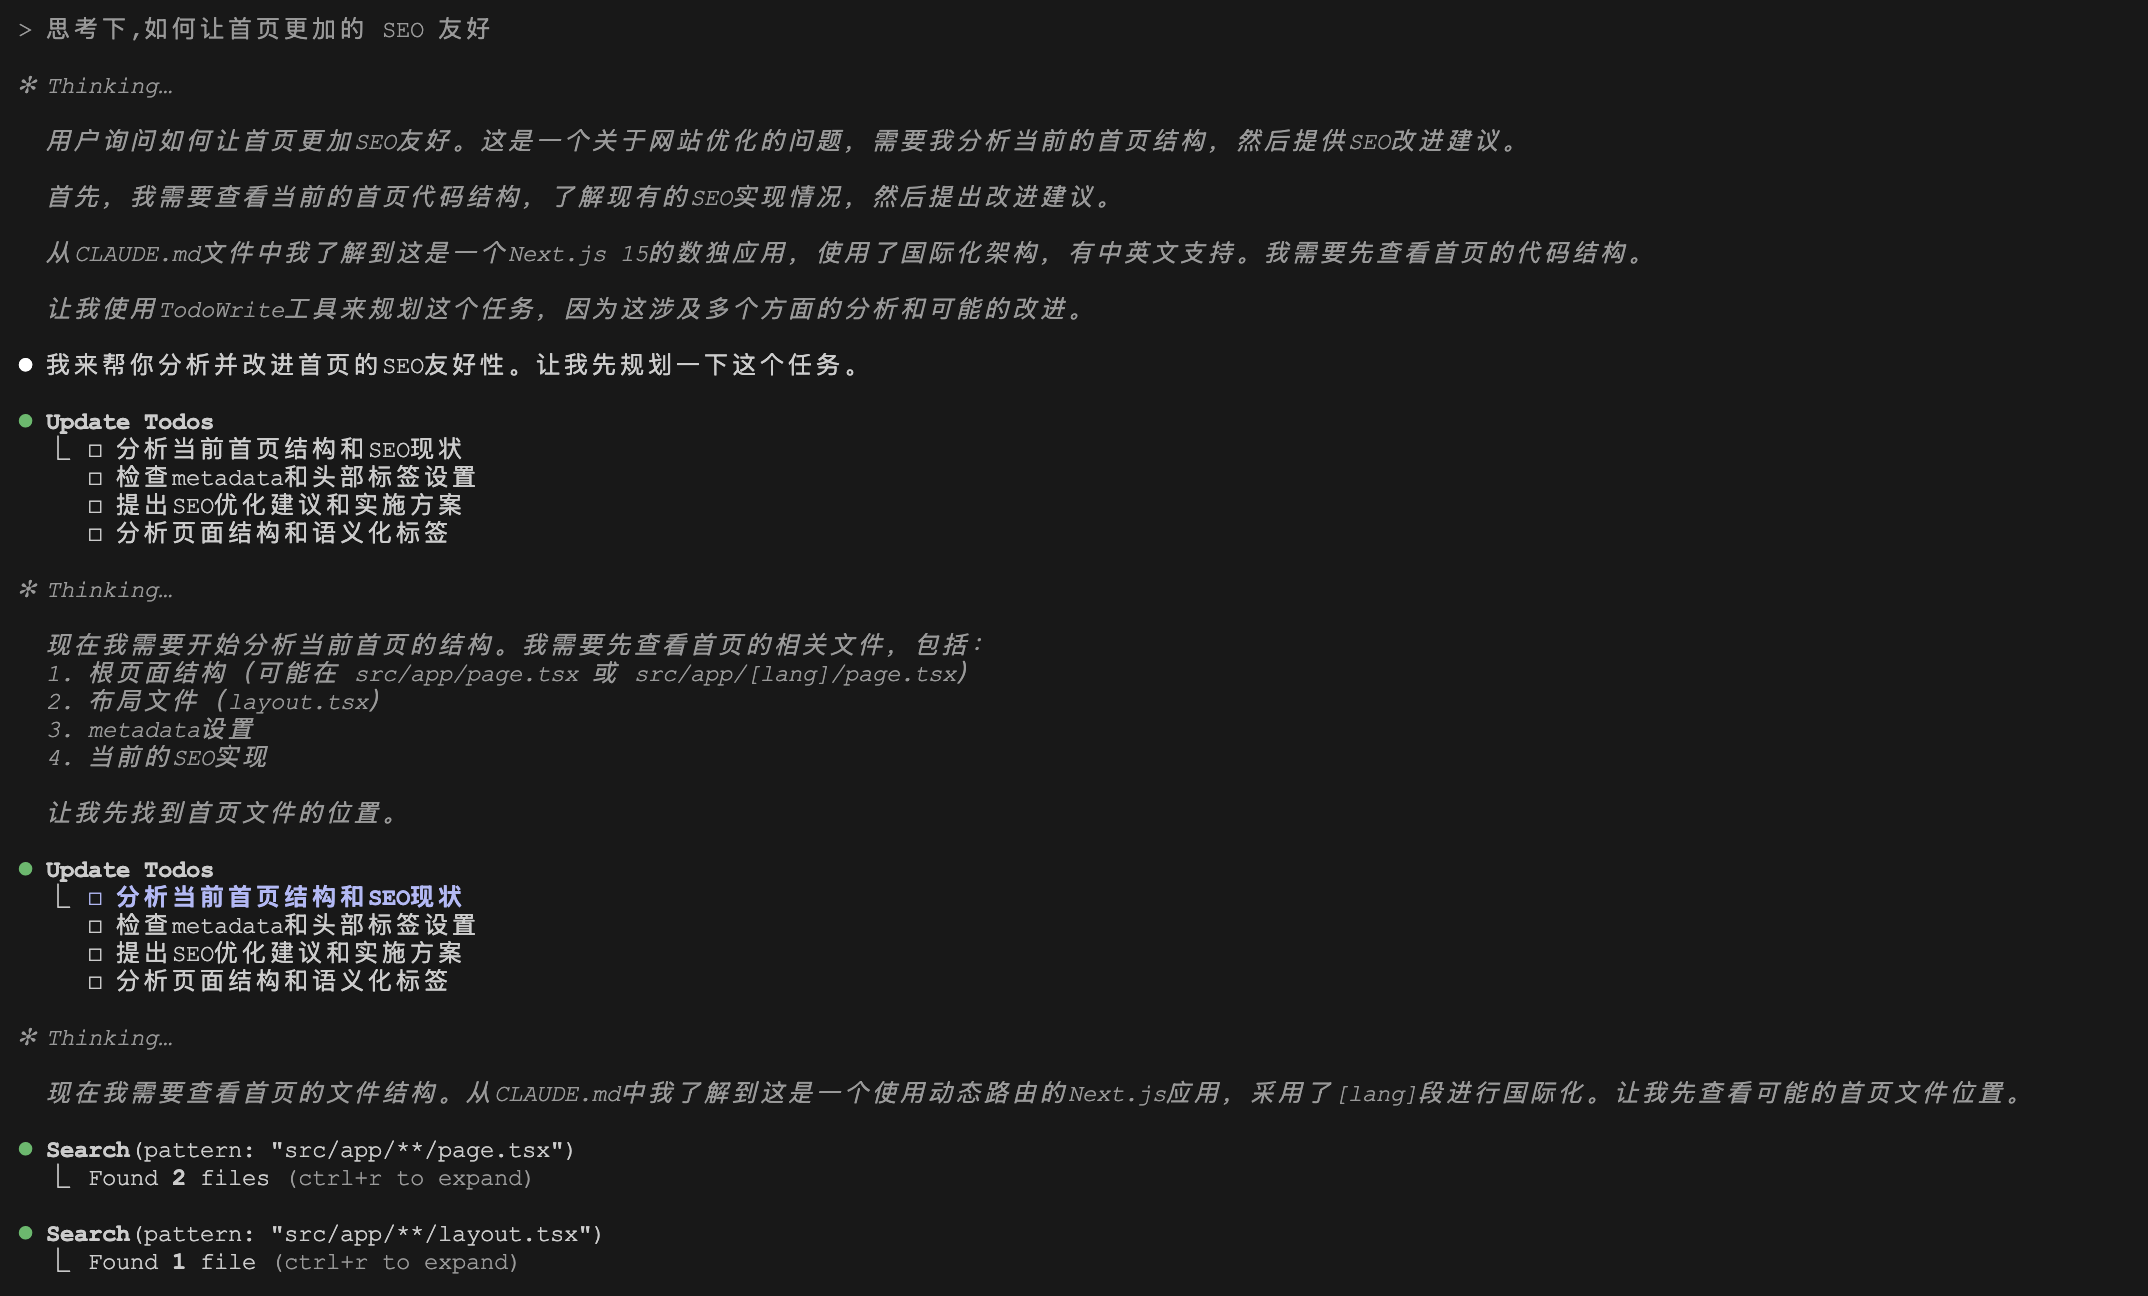 > 思考下,如何让首页更加的 SEO 友好
✻ Thinking…
用户询问如何让首页更加SEO友好。这是一个关于网站优化的问题，需要我分析当前的首页结构，然后提供SEO改进建议。
首先，我需要查看当前的首页代码结构，了解现有的SEO实现情况，然后提出改进建议。
从CLAUDE.md文件中我了解到这是一个Next.js 15的数独应用，使用了国际化架构，有中英文支持。我需要先查看首页的代码结构。
让我使用TodoWrite工具来规划这个任务，因为这涉及多个方面的分析和可能的改进。
● 我来帮你分析并改进首页的SEO友好性。让我先规划一下这个任务。
● Update Todos
⎿ ☐ 分析当前首页结构和SEO现状
☐ 检查metadata和头部标签设置
☐ 提出SEO优化建议和实施方案
☐ 分析页面结构和语义化标签
✻ Thinking…
现在我需要开始分析当前首页的结构。我需要先查看首页的相关文件，包括：
1. 根页面结构（可能在 src/app/page.tsx 或 src/app/[lang]/page.tsx）
2. 布局文件（layout.tsx）
3. metadata设置
4. 当前的SEO实现
让我先找到首页文件的位置。
● Update Todos
⎿ ☐ 分析当前首页结构和SEO现状
☐ 检查metadata和头部标签设置
☐ 提出SEO优化建议和实施方案
☐ 分析页面结构和语义化标签
✻ Thinking…
现在我需要查看首页的文件结构。从CLAUDE.md中我了解到这是一个使用动态路由的Next.js应用，采用了[lang]段进行国际化。让我先查看可能的首页文件位置。
● Search(pattern: "src/app/**/page.tsx")
⎿ Found 2 files (ctrl+r to expand)
● Search(pattern: "src/app/**/layout.tsx")
⎿ Found 1 file (ctrl+r to expand)